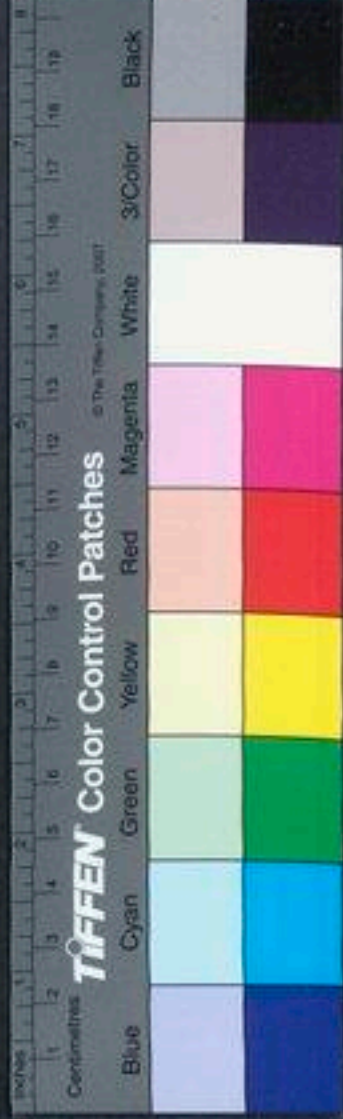 Inches 1 2 3 4 5 6 7 8
Centimetres 1 2 3 4 5 6 7 8 9 10 11 12 13 14 15 16 17 18 19
TIFFEN® Color Control Patches © The Tiffen Company, 2007
Blue Cyan Green Yellow Red Magenta White 3/Color Black